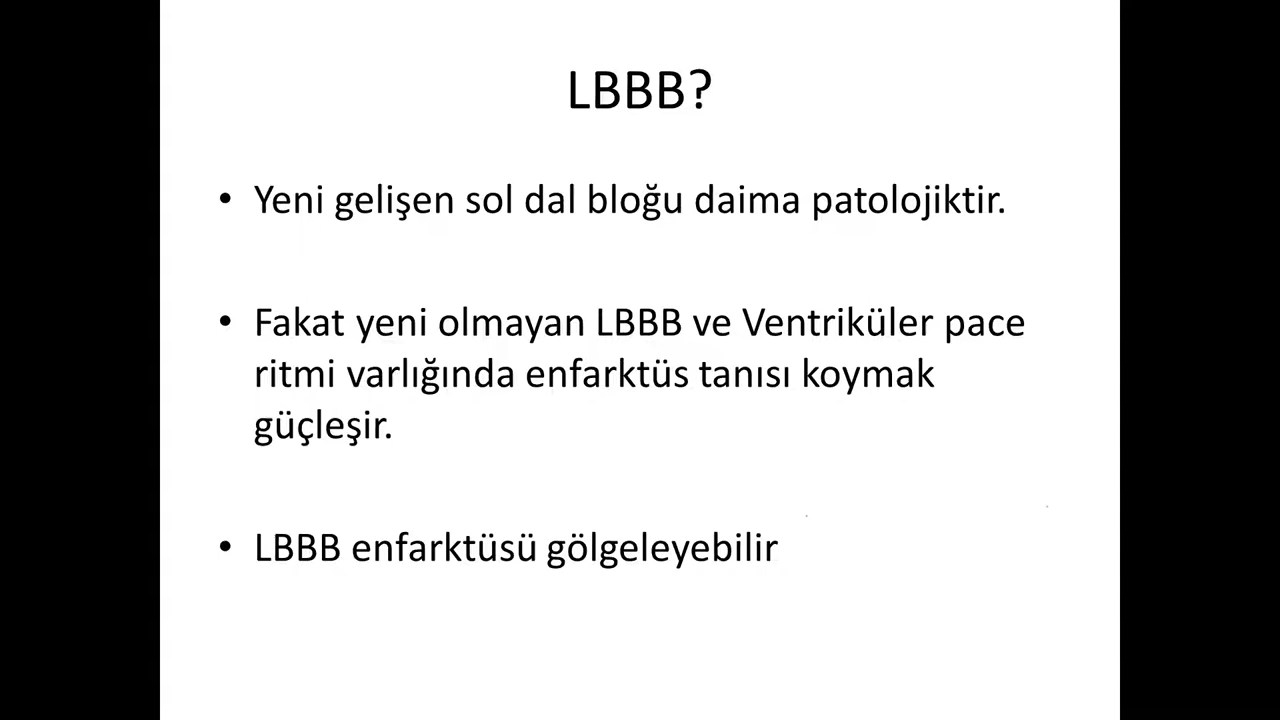 LBBB?
• Yeni gelişen sol dal bloğu daima patolojiktir.
• Fakat yeni olmayan LBBB ve Ventriküler pace
ritmi varlığında enfarktüs tanısı koymak
güçleşir.
• LBBB enfarktüsü gölgeleyebilir